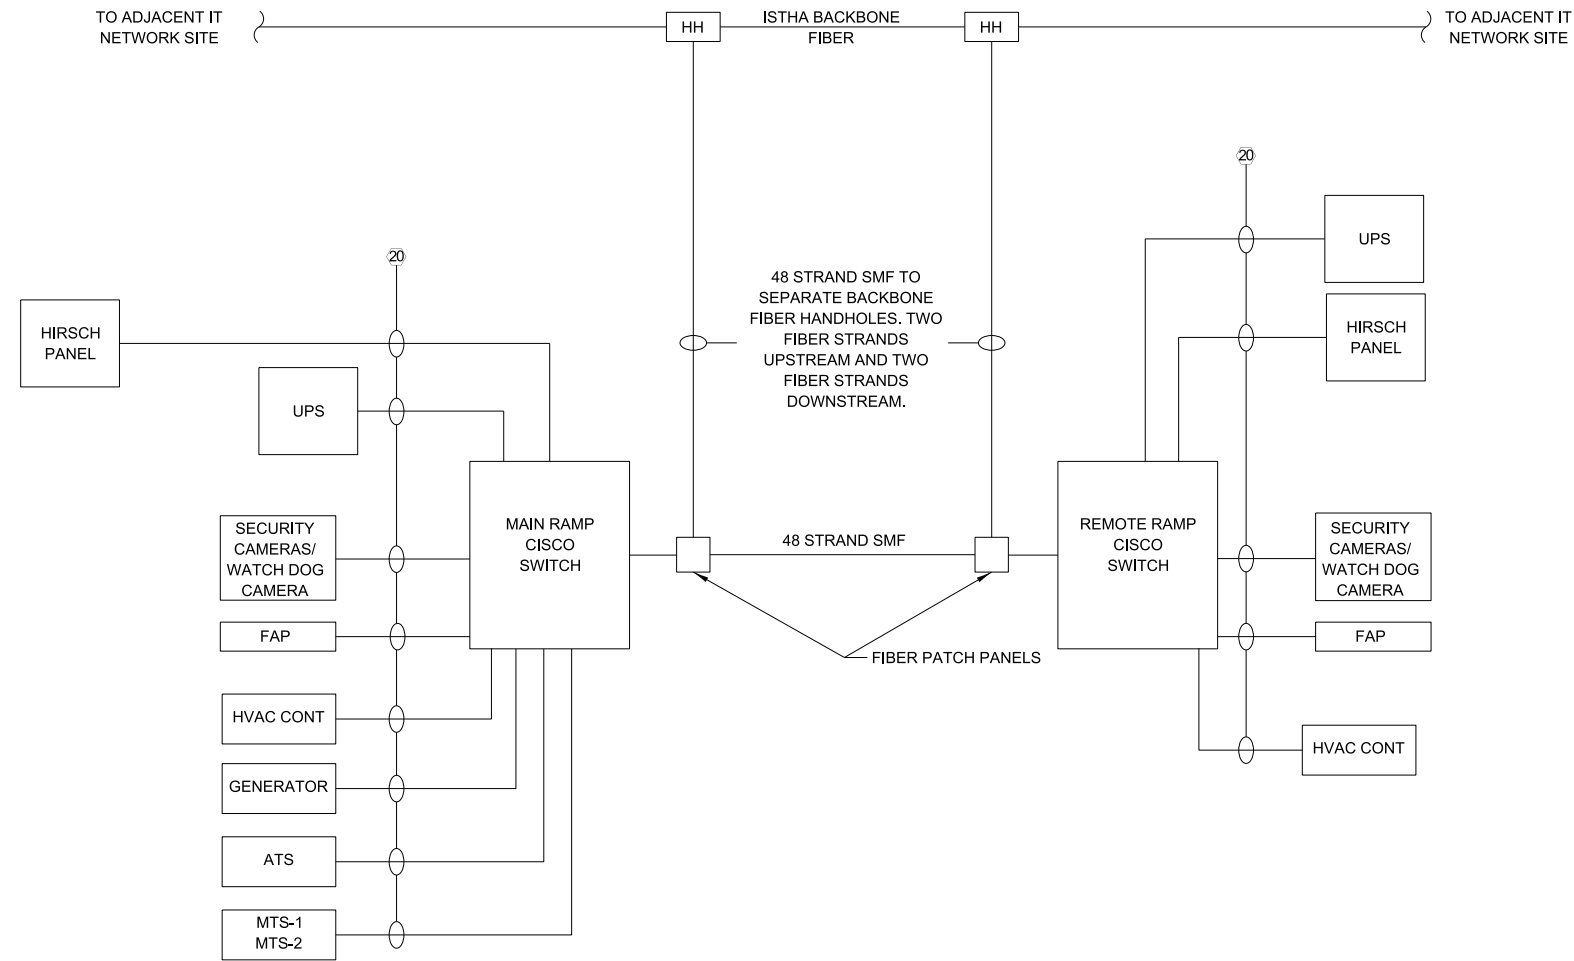 TO ADJACENT IT
NETWORK SITE
HH
ISTHA BACKBONE
FIBER
HH
TO ADJACENT IT
NETWORK SITE
20
20
UPS
48 STRAND SMF TO
SEPARATE BACKBONE
FIBER HANDHOLES. TWO
FIBER STRANDS
UPSTREAM AND TWO
FIBER STRANDS
DOWNSTREAM.
HIRSCH
PANEL
HIRSCH
PANEL
UPS
SECURITY
CAMERAS/
WATCH DOG
CAMERA
MAIN RAMP
CISCO
SWITCH
48 STRAND SMF
REMOTE RAMP
CISCO
SWITCH
SECURITY
CAMERAS/
WATCH DOG
CAMERA
FAP
FIBER PATCH PANELS
FAP
HVAC CONT
HVAC CONT
GENERATOR
ATS
MTS-1
MTS-2